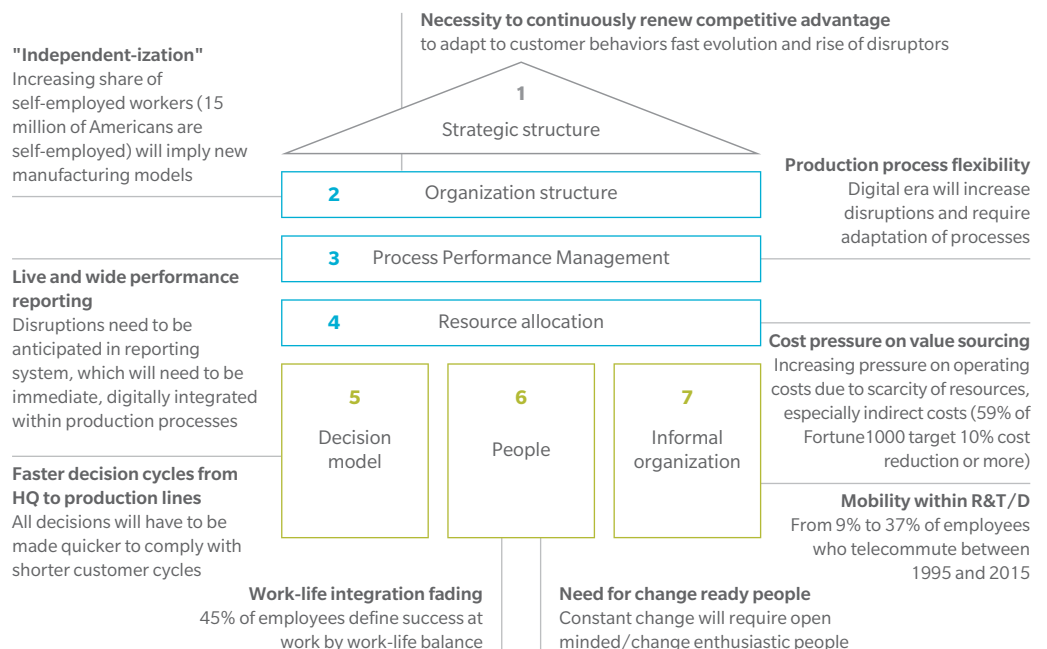 Necessity to continuously renew competitive advantage
to adapt to customer behaviors fast evolution and rise of disruptors
"Independent-ization"
Increasing share of
self-employed workers (15
million of Americans are
self-employed) will imply new
manufacturing models
1
Strategic structure
Production process flexibility
Digital era will increase
disruptions and require
adaptation of processes
2 Organization structure
3 Process Performance Management
Live and wide performance
reporting
Disruptions need to be
anticipated in reporting
system, which will need to be
immediate, digitally integrated
within production processes
4 Resource allocation
Cost pressure on value sourcing
Increasing pressure on operating
costs due to scarcity of resources,
especially indirect costs (59% of
Fortune1000 target 10% cost
reduction or more)
5
Decision
model
6
People
7
Informal
organization
Faster decision cycles from
HQ to production lines
All decisions will have to be
made quicker to comply with
shorter customer cycles
Mobility within R&T/D
From 9% to 37% of employees
who telecommute between
1995 and 2015
Work-life integration fading
45% of employees define success at
work by work-life balance
Need for change ready people
Constant change will require open
minded/change enthusiastic people